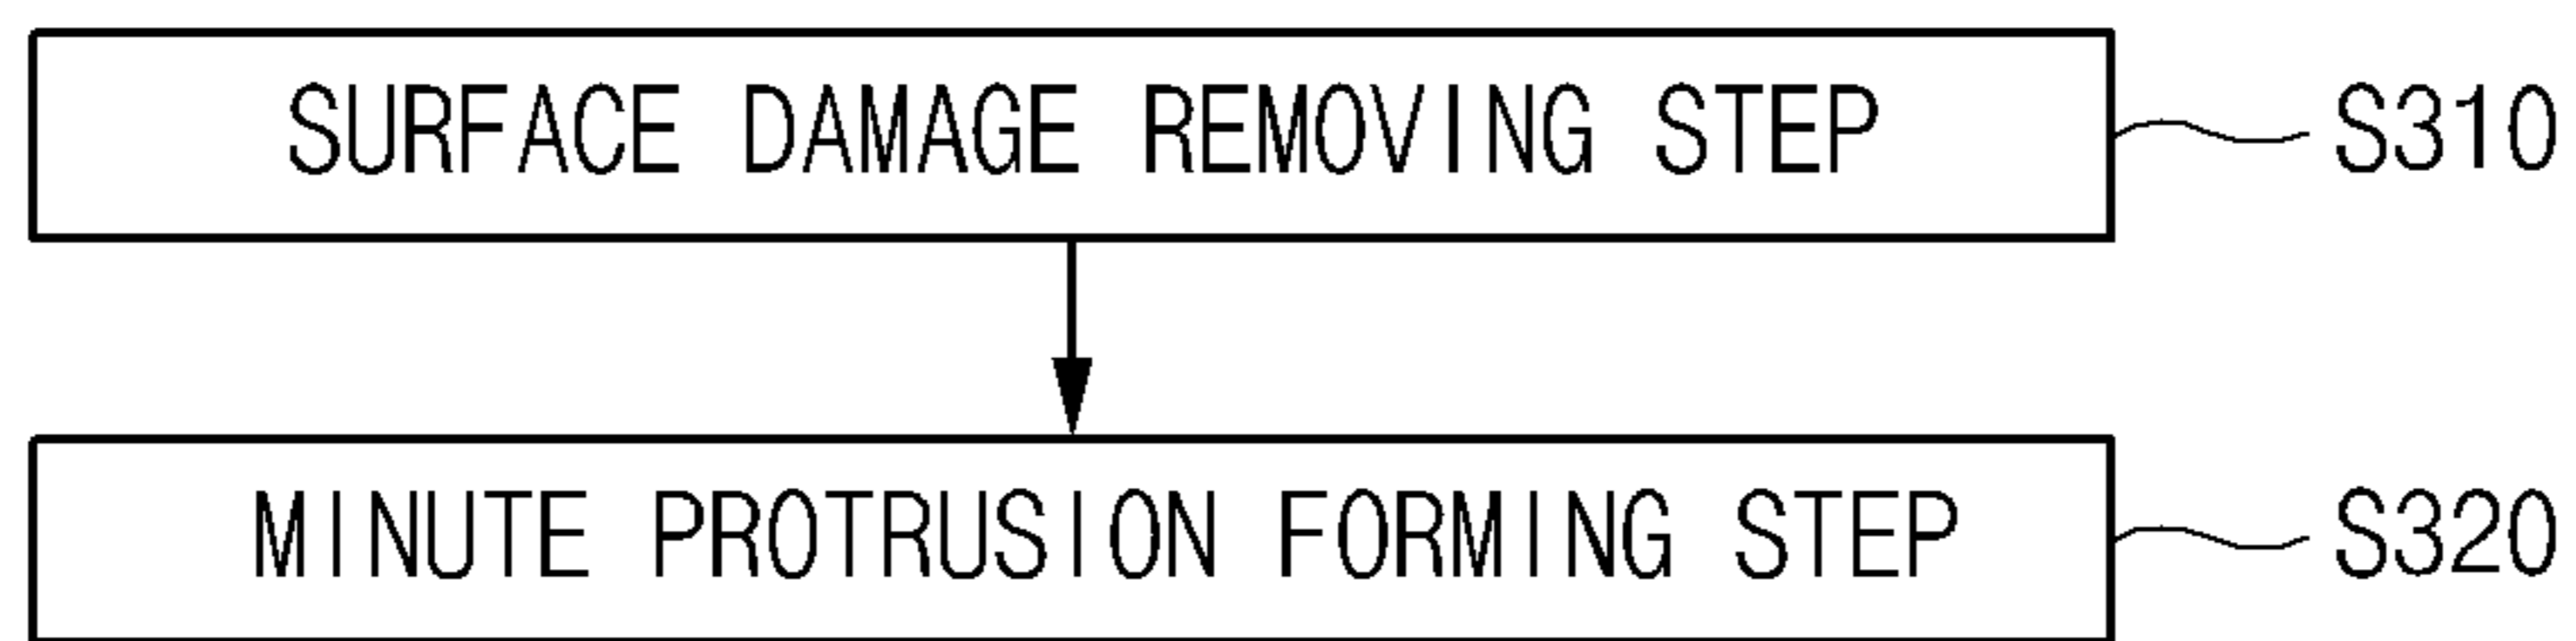 SURFACE DAMAGE REMOVING STEP S310
MINUTE PROTRUSION FORMING STEP S320